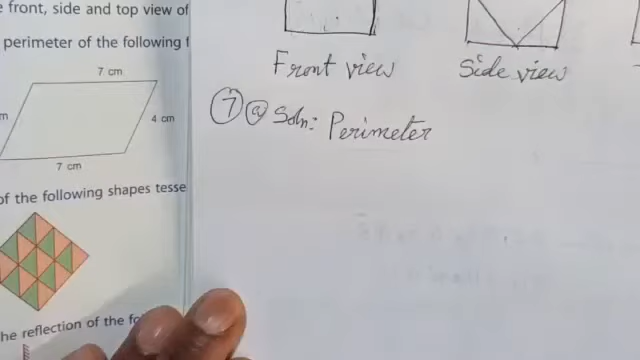 front, side and top view of
perimeter of the following
7 cm
4 cm
7 cm
of the following shapes tesse
he reflection of the fo
Front view
Side view
7 a Soln: Perimeter